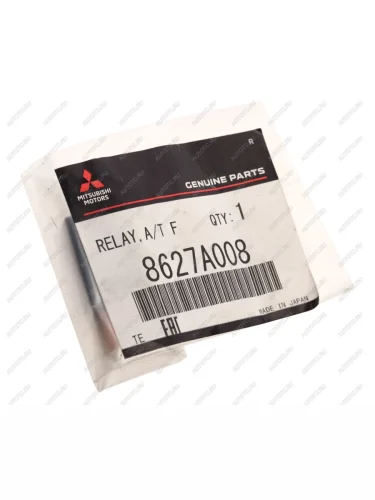 R
MITSUBISHI
MOTORS
GENUINE PARTS
RELAY,A/T F QTY:1
8627A008
MADE IN JAPAN
TE EAC